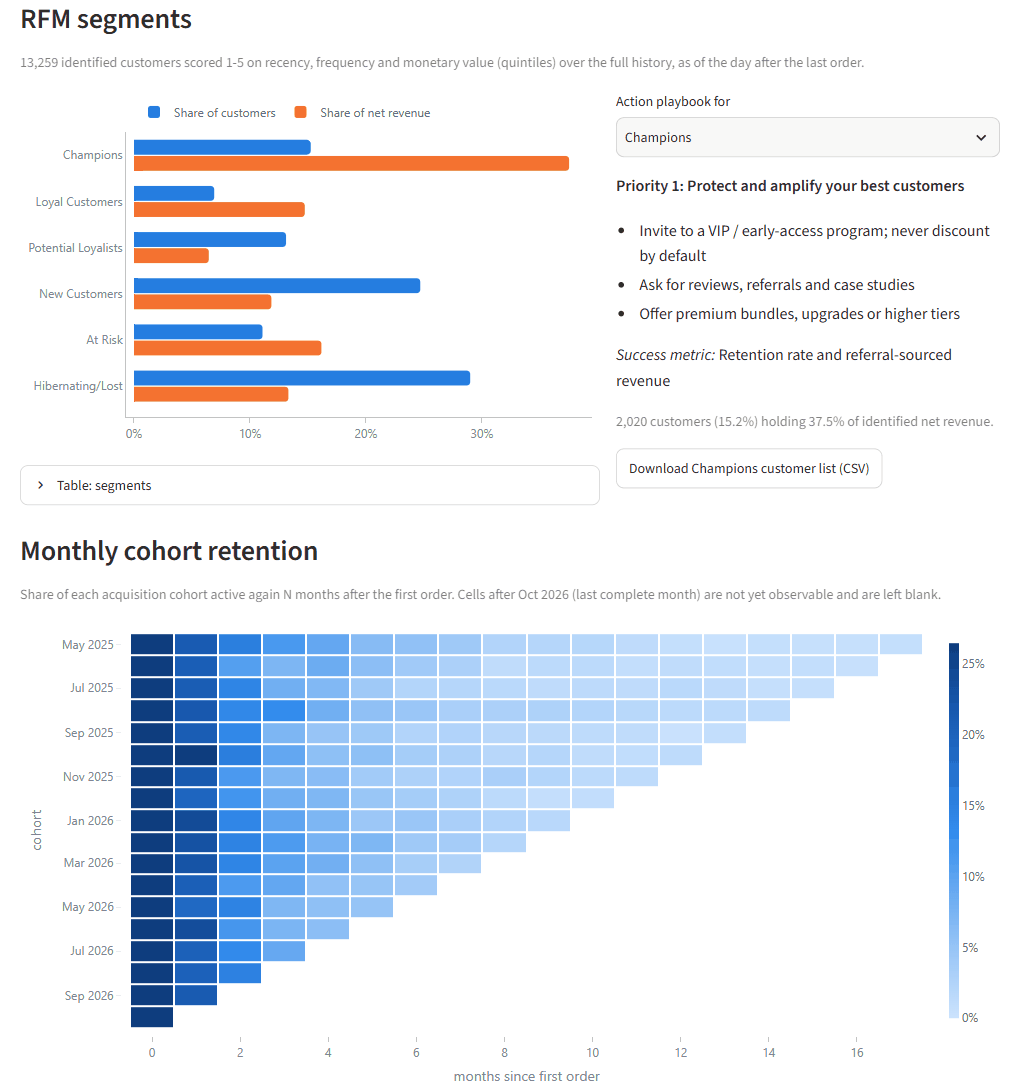 RFM segments
13,259 identified customers scored 1-5 on recency, frequency and monetary value (quintiles) over the full history, as of the day after the last order.
Share of customers
Share of net revenue
Champions
Loyal Customers
Potential Loyalists
New Customers
At Risk
Hibernating/Lost
0%
10%
20%
30%
Table: segments
Action playbook for
Champions
Priority 1: Protect and amplify your best customers
Invite to a VIP / early-access program; never discount
by default
Ask for reviews, referrals and case studies
Offer premium bundles, upgrades or higher tiers
Success metric: Retention rate and referral-sourced
revenue
2,020 customers (15.2%) holding 37.5% of identified net revenue.
Download Champions customer list (CSV)
Monthly cohort retention
Share of each acquisition cohort active again N months after the first order. Cells after Oct 2026 (last complete month) are not yet observable and are left blank.
cohort
May 2025
Jul 2025
Sep 2025
Nov 2025
Jan 2026
Mar 2026
May 2026
Jul 2026
Sep 2026
0
2
4
6
8
10
12
14
16
months since first order
25%
20%
15%
10%
5%
0%